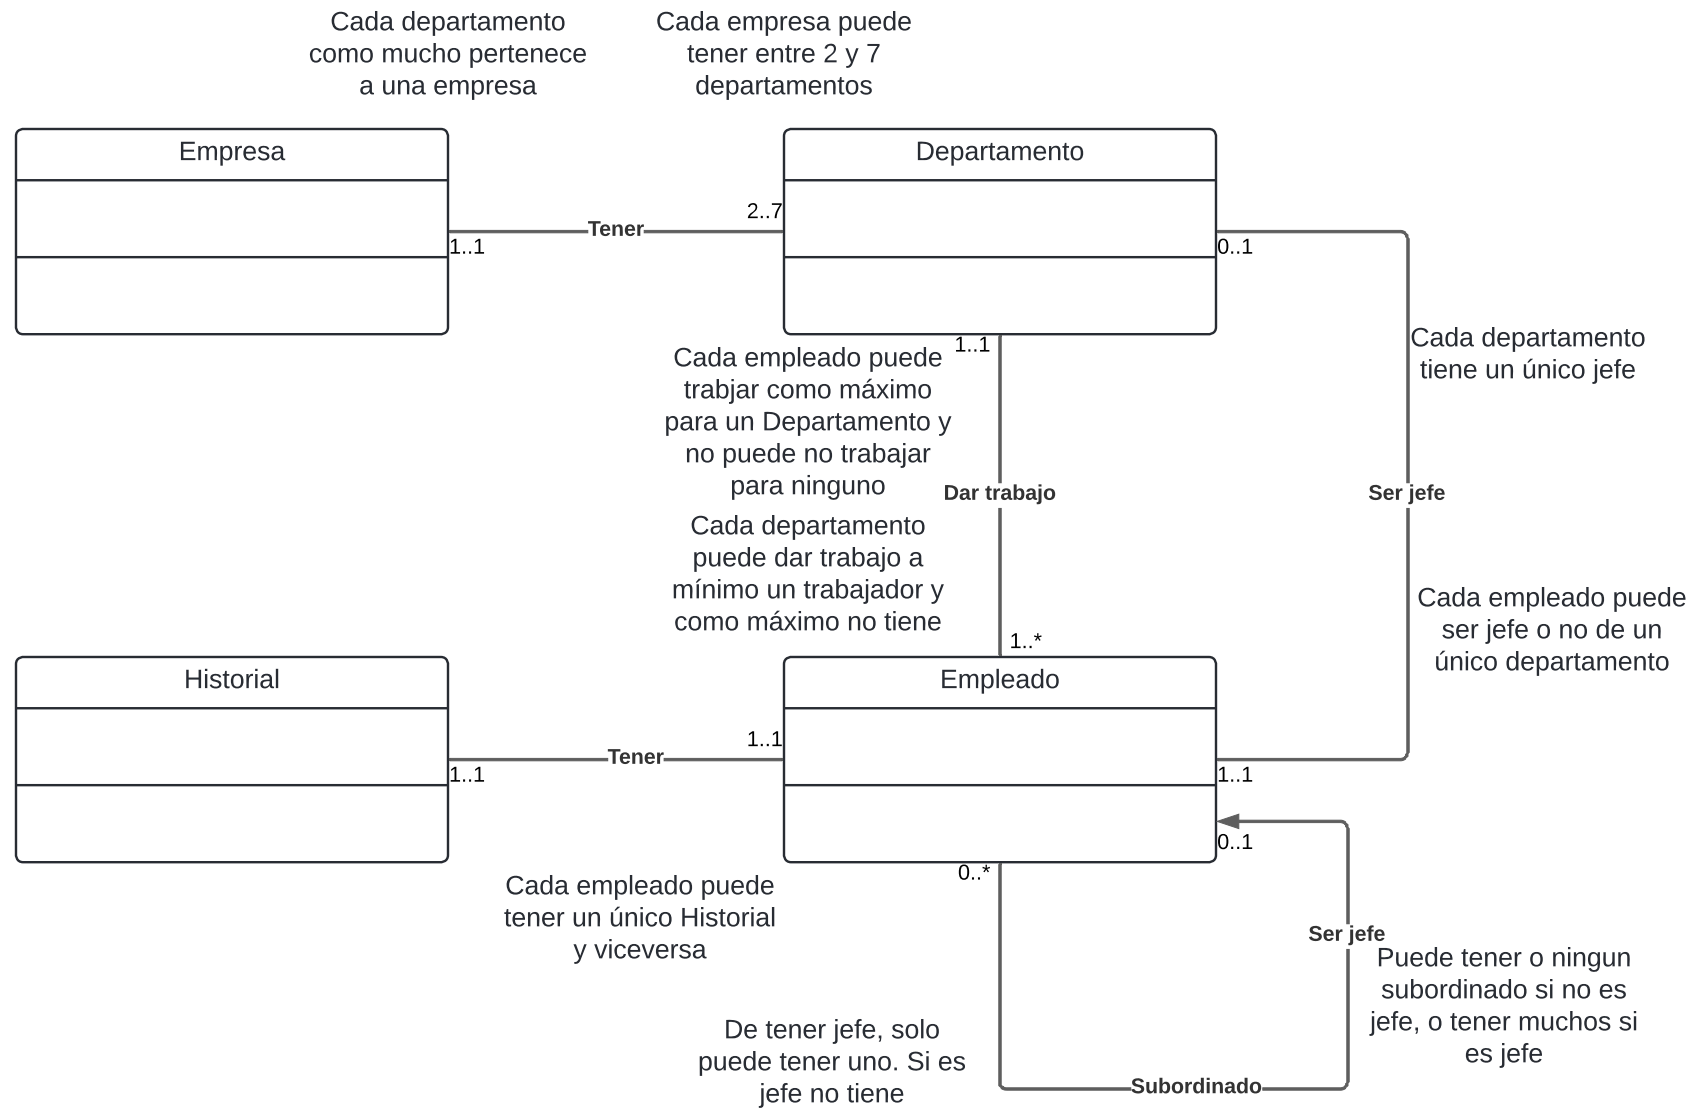 Cada departamento
como mucho pertenece
a una empresa
Cada empresa puede
tener entre 2 y 7
departamentos
Empresa
Departamento
2..7
Tener
1..1
0..1
Cada departamento
tiene un único jefe
1..1
Cada empleado puede
trabjar como máximo
para un Departamento y
no puede no trabajar
para ninguno
Dar trabajo
Ser jefe
Cada departamento
puede dar trabajo a
mínimo un trabajador y
como máximo no tiene
Cada empleado puede
ser jefe o no de un
único departamento
1..*
Historial
Empleado
1..1
Tener
1..1
1..1
0..1
0..*
Cada empleado puede
tener un único Historial
y viceversa
Ser jefe
Puede tener o ningun
subordinado si no es
jefe, o tener muchos si
es jefe
De tener jefe, solo
puede tener uno. Si es
jefe no tiene
Subordinado